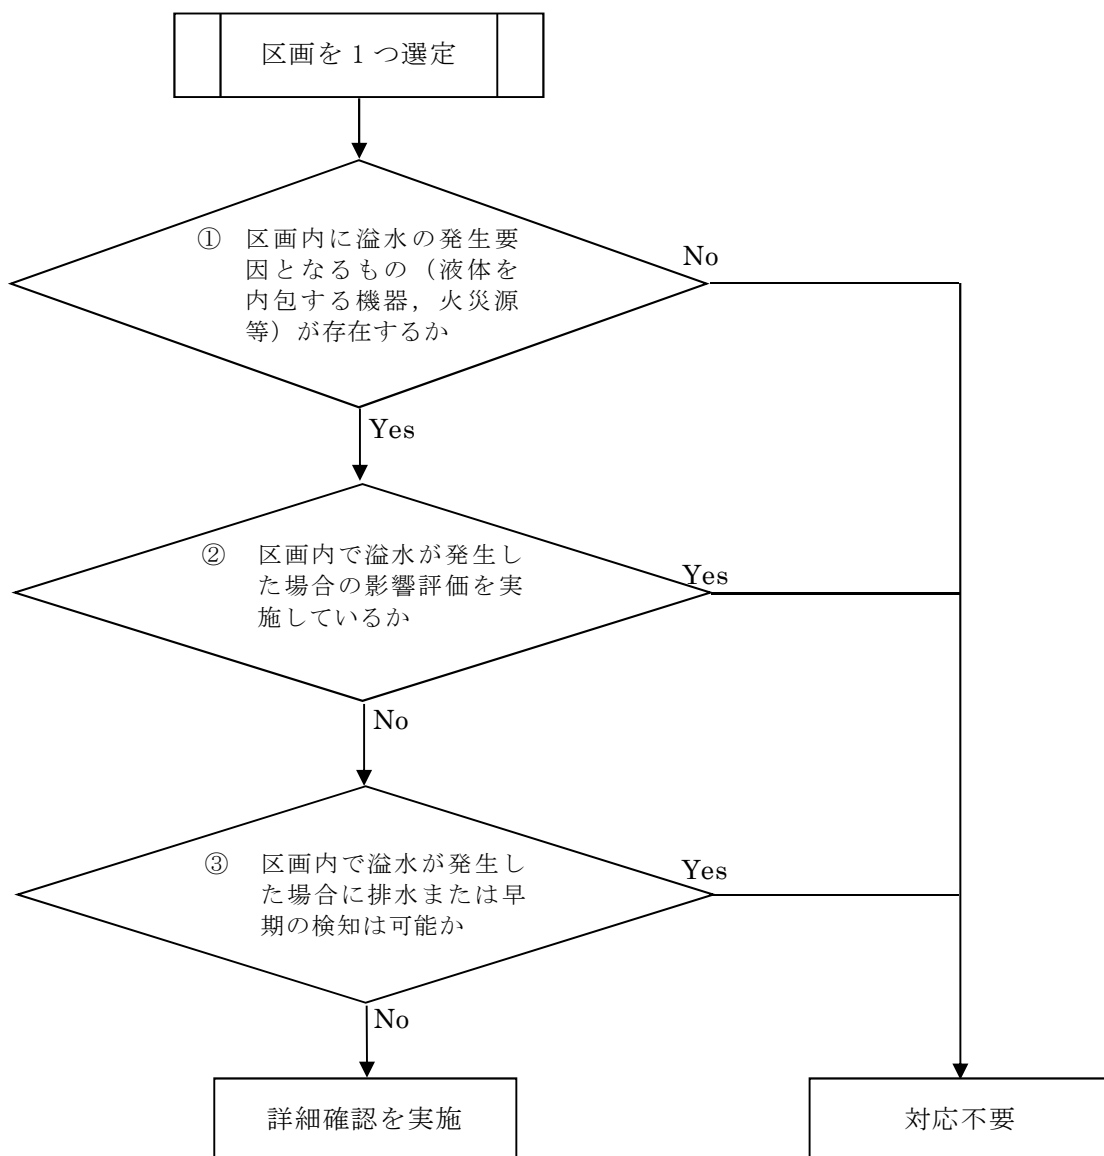 区画を1つ選定
① 区画内に溢水の発生要
因となるもの（液体を
内包する機器，火災源
等）が存在するか
No
Yes
② 区画内で溢水が発生し
た場合の影響評価を実
施しているか
Yes
No
③ 区画内で溢水が発生し
た場合に排水または早
期の検知は可能か
Yes
No
詳細確認を実施
対応不要